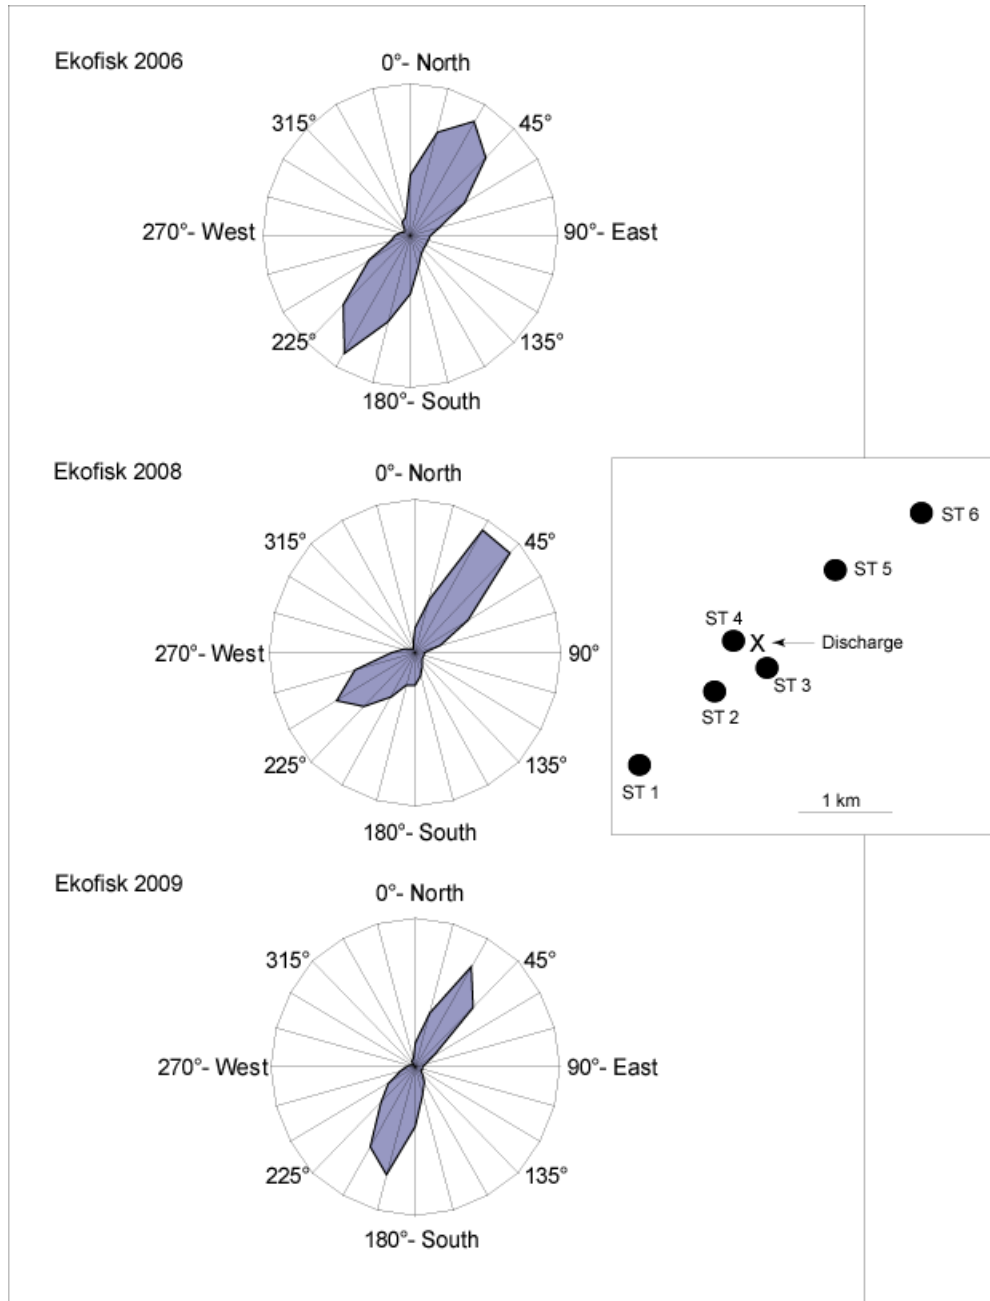 Ekofisk 2006
0°- North
315°
45°
270°- West
90°- East
225°
135°
180°- South
Ekofisk 2008
0°- North
315°
45°
270°- West
90°
225°
135°
180°- South
ST 6
ST 5
ST 4
X
Discharge
ST 3
ST 2
ST 1
1 km
Ekofisk 2009
0°- North
315°
45°
270°- West
90°- East
225°
135°
180°- South